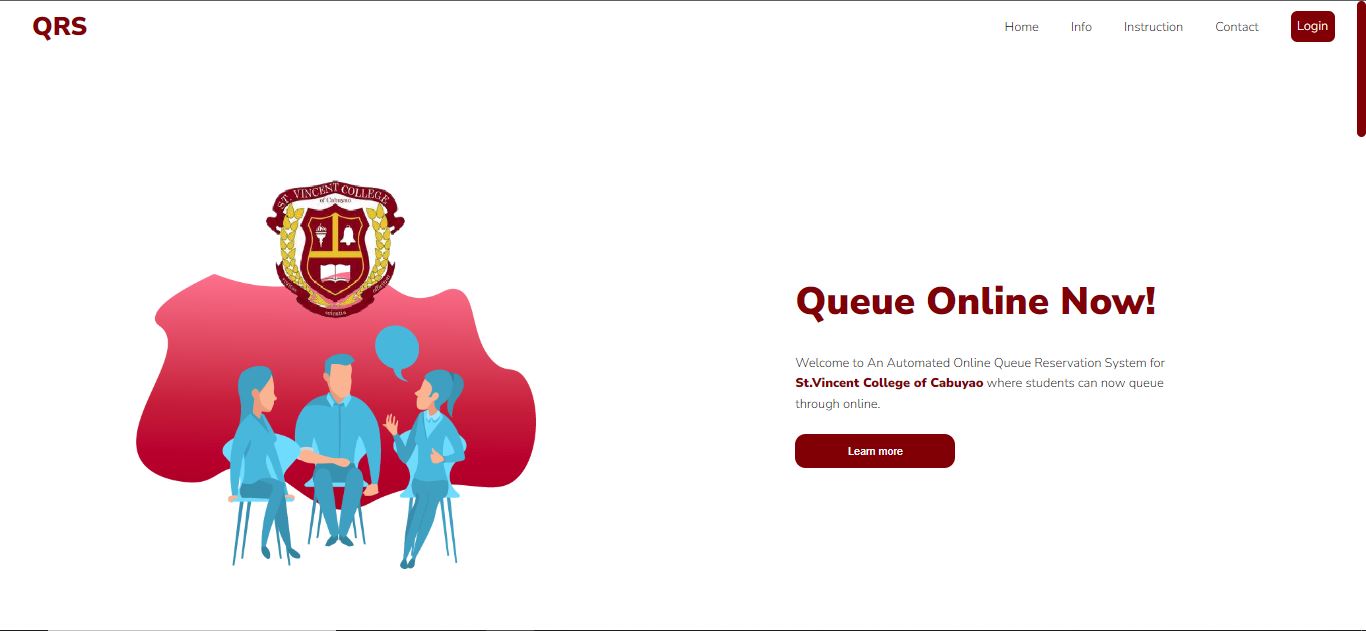 QRS
Home
Info
Instruction
Contact
Login
ST. VINCENT COLLEGE
of Cabuyao
scientia
Queue Online Now!
Welcome to An Automated Online Queue Reservation System for
St.Vincent College of Cabuyao where students can now queue
through online.
Learn more